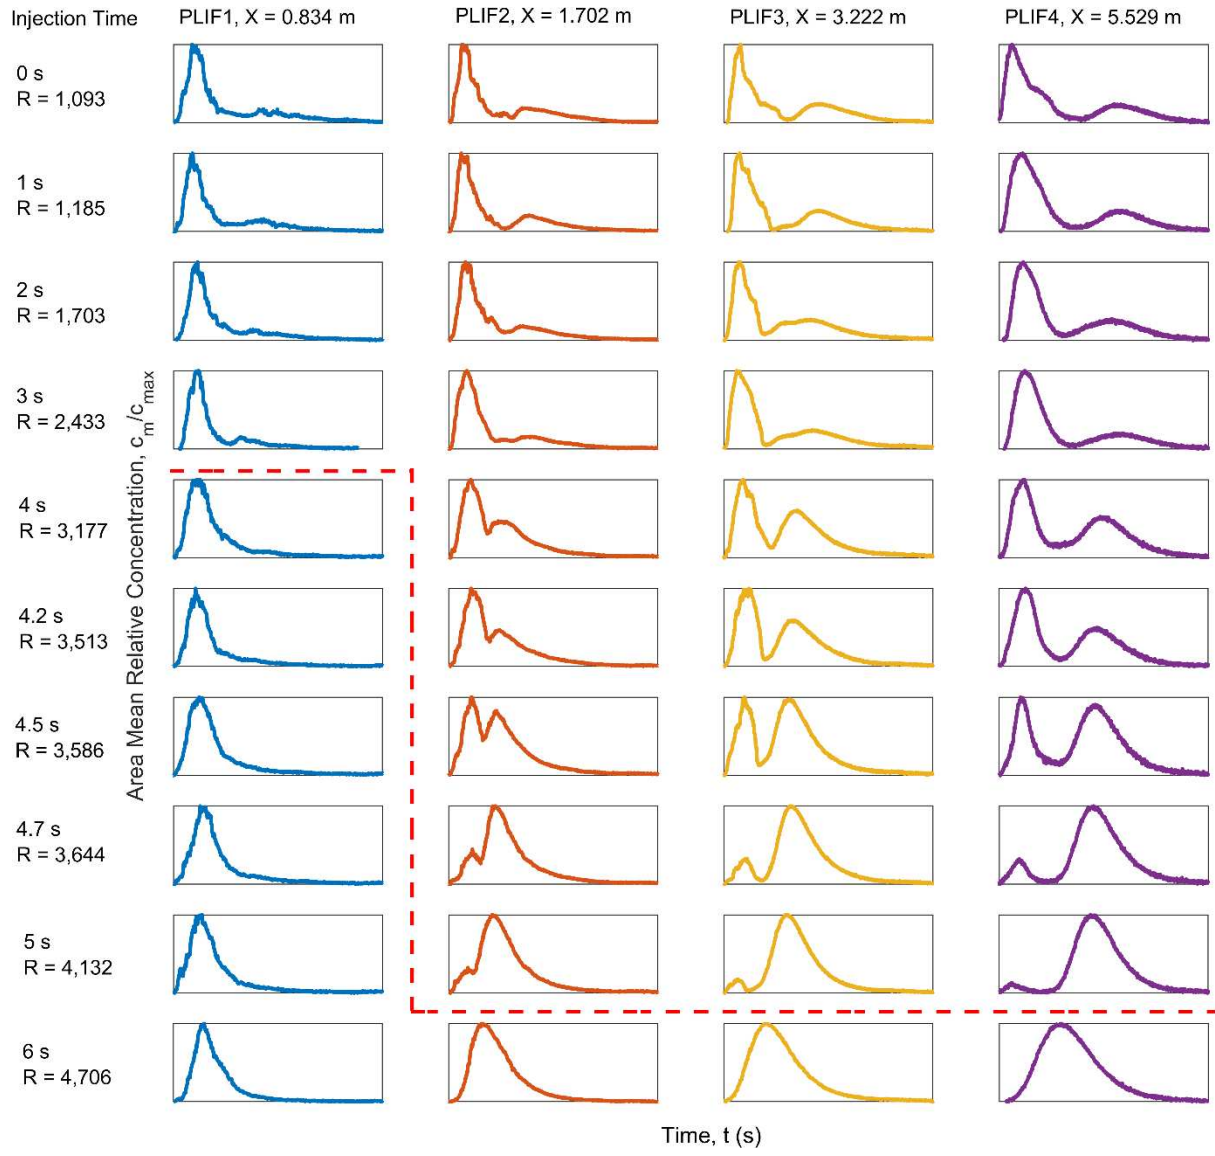 Injection Time
PLIF1, X = 0.834 m
PLIF2, X = 1.702 m
PLIF3, X = 3.222 m
PLIF4, X = 5.529 m
0 s
R = 1,093
1 s
R = 1,185
2 s
R = 1,703
3 s
R = 2,433
4 s
R = 3,177
4.2 s
R = 3,513
4.5 s
R = 3,586
4.7 s
R = 3,644
5 s
R = 4,132
6 s
R = 4,706
Area Mean Relative Concentration, c_m/c_max
Time, t (s)